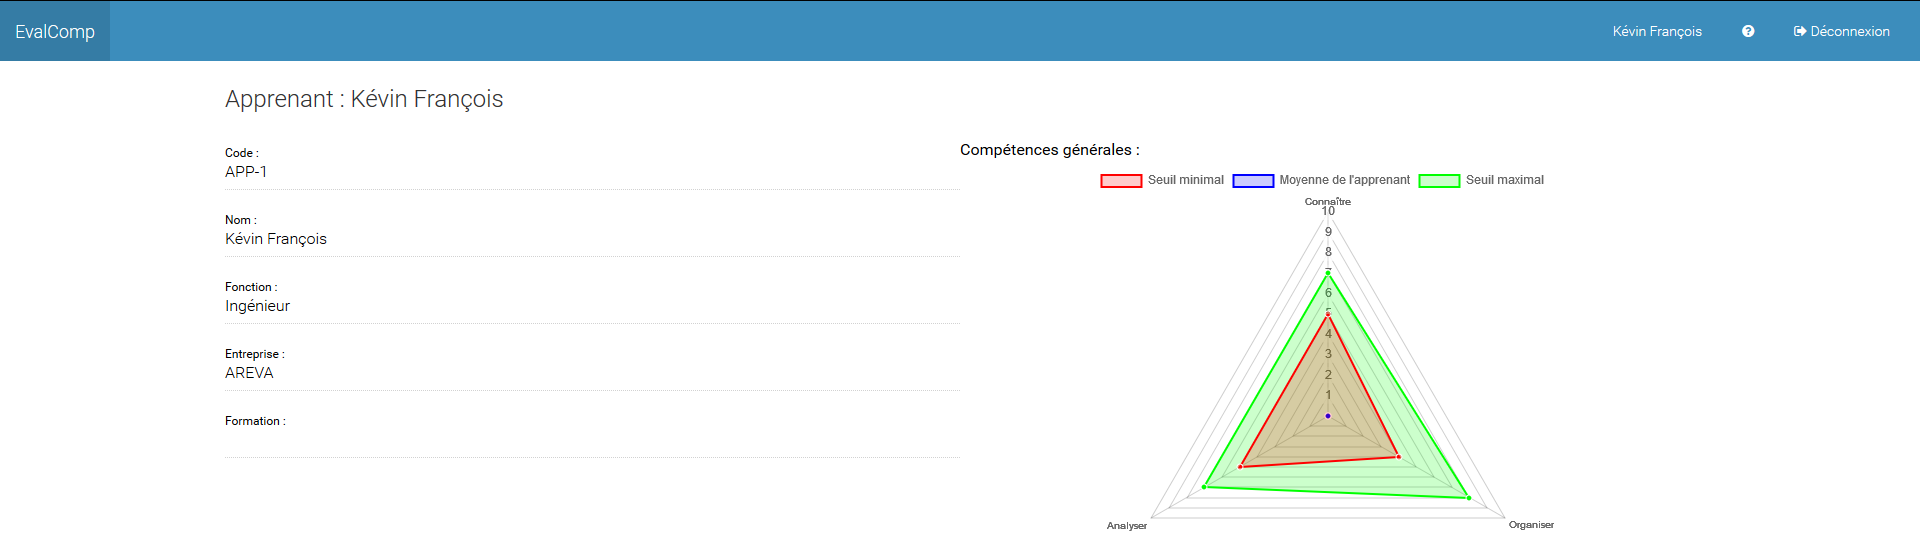 EvalComp
Kévin François
Déconnexion
Apprenant : Kévin François
Code :
APP-1
Nom :
Kévin François
Fonction :
Ingénieur
Entreprise :
AREVA
Formation :
Compétences générales :
Seuil minimal Moyenne de l'apprenant Seuil maximal
Connaître
10
9
8
7
6
5
4
3
2
1
Analyser
Organiser